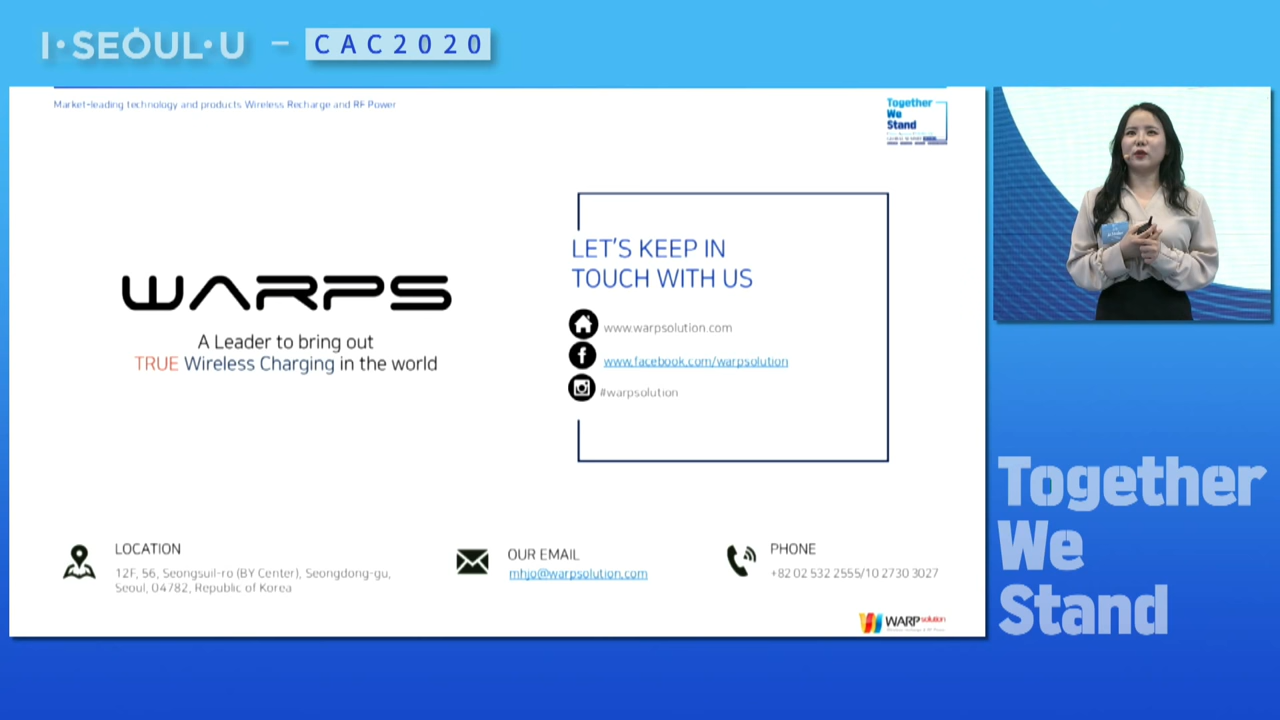 I·SEOUL·U – CAC2020
Market-leading technology and products Wireless Recharge and RF Power
Together
We
Stand
WARPS
A Leader to bring out
TRUE Wireless Charging in the world
LET'S KEEP IN
TOUCH WITH US
www.warpsolution.com
www.facebook.com/warpsolution
#warpsolution
LOCATION
12F, 56, Seongsuil-ro (BY Center), Seongdong-gu,
Seoul, 04782, Republic of Korea
OUR EMAIL
mhjo@warpsolution.com
PHONE
+82 02 532 2555/10 2730 3027
WARP solution
Together
We
Stand